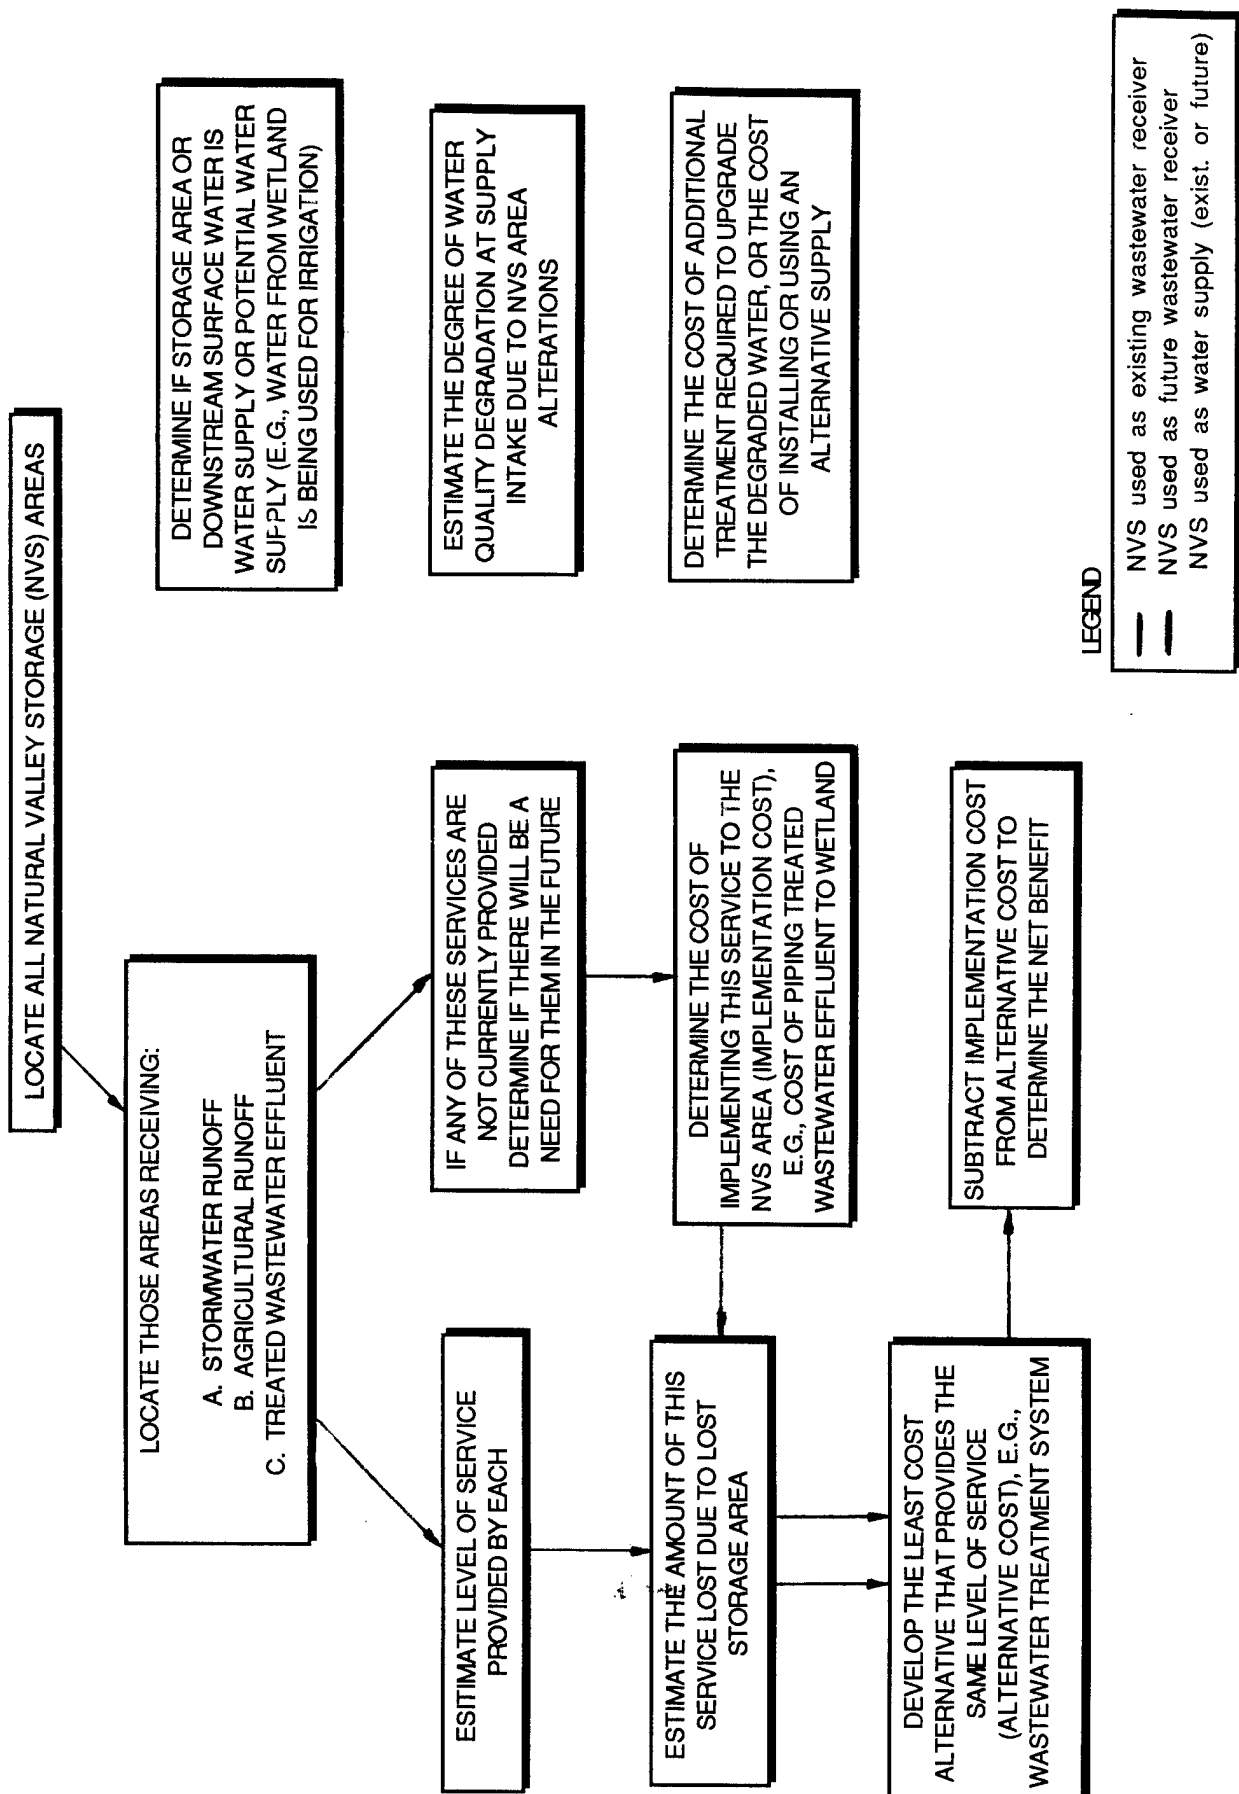 LOCATE ALL NATURAL VALLEY STORAGE (NVS) AREAS
LOCATE THOSE AREAS RECEIVING:
A. STORMWATER RUNOFF
B. AGRICULTURAL RUNOFF
C. TREATED WASTEWATER EFFLUENT
DETERMINE IF STORAGE AREA OR
DOWNSTREAM SURFACE WATER IS
WATER SUPPLY OR POTENTIAL WATER
SUPPLY (E.G., WATER FROM WETLAND
IS BEING USED FOR IRRIGATION)
ESITIMATE LEVEL OF SERVICE
PROVIDED BY EACH
IF ANY OF THESE SERVICES ARE
NOT CURRENTLY PROVIDED
DETERMINE IF THERE WILL BE A
NEED FOR THEM IN THE FUTURE
ESTIMATE THE DEGREE OF WATER
QUALITY DEGRADATION AT SUPPLY
INTAKE DUE TO NVS AREA
ALTERATIONS
ESTIMATE THE AMOUNT OF THIS
SERVICE LOST DUE TO LOST
STORAGE AREA
DETERMINE THE COST OF
IMPLEMENTING THIS SERVICE TO THE
NVS AREA (IMPLEMENTATION COST),
E.G., COST OF PIPING TREATED
WASTEWATER EFFLUENT TO WETLAND
DETERMINE THE COST OF ADDITIONAL
TREATMENT REQUIRED TO UPGRADE
THE DEGRADED WATER, OR THE COST
OF INSTALLING OR USING AN
ALTERNATIVE SUPPLY
DEVELOP THE LEAST COST
ALTERNATIVE THAT PROVIDES THE
SAME LEVEL OF SERVICE
(ALTERNATIVE COST), E.G.,
WASTEWATER TREATMENT SYSTEM
SUBTRACT IMPLEMENTATION COST
FROM ALTERNATIVE COST TO
DETERMINE THE NET BENEFIT
LEGEND
NVS used as existing wastewater receiver
NVS used as future wastewater receiver
NVS used as water supply (exist. or future)